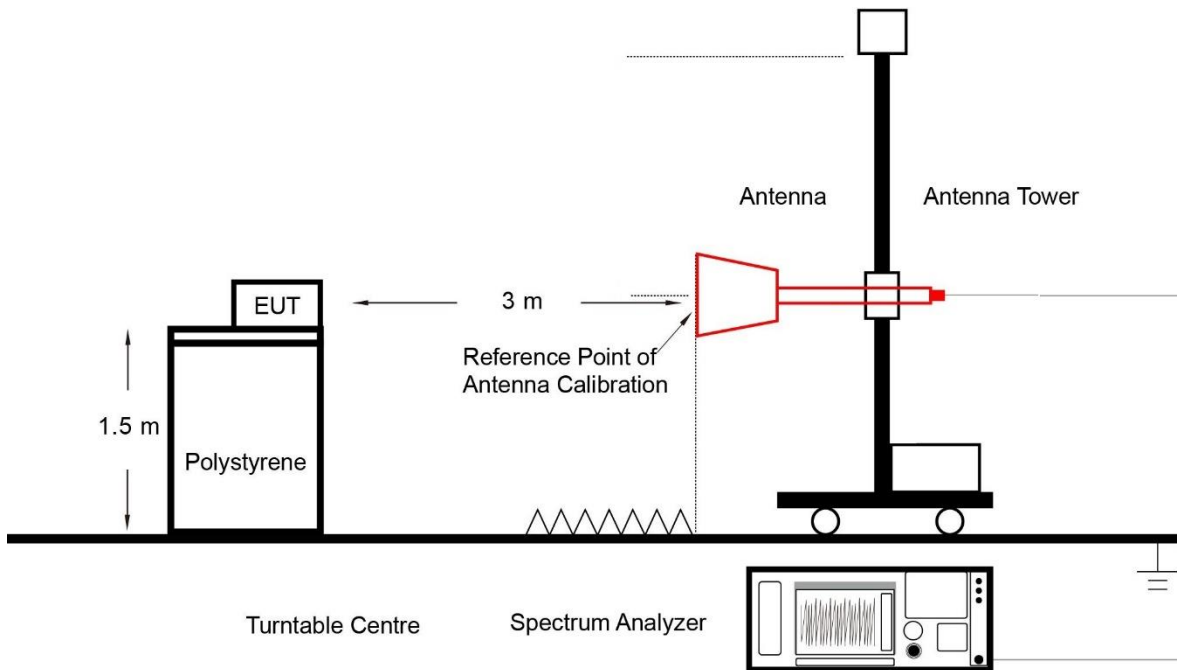 Antenna
Antenna Tower
EUT
3 m
Reference Point of
Antenna Calibration
1.5 m
Polystyrene
Turntable Centre
Spectrum Analyzer